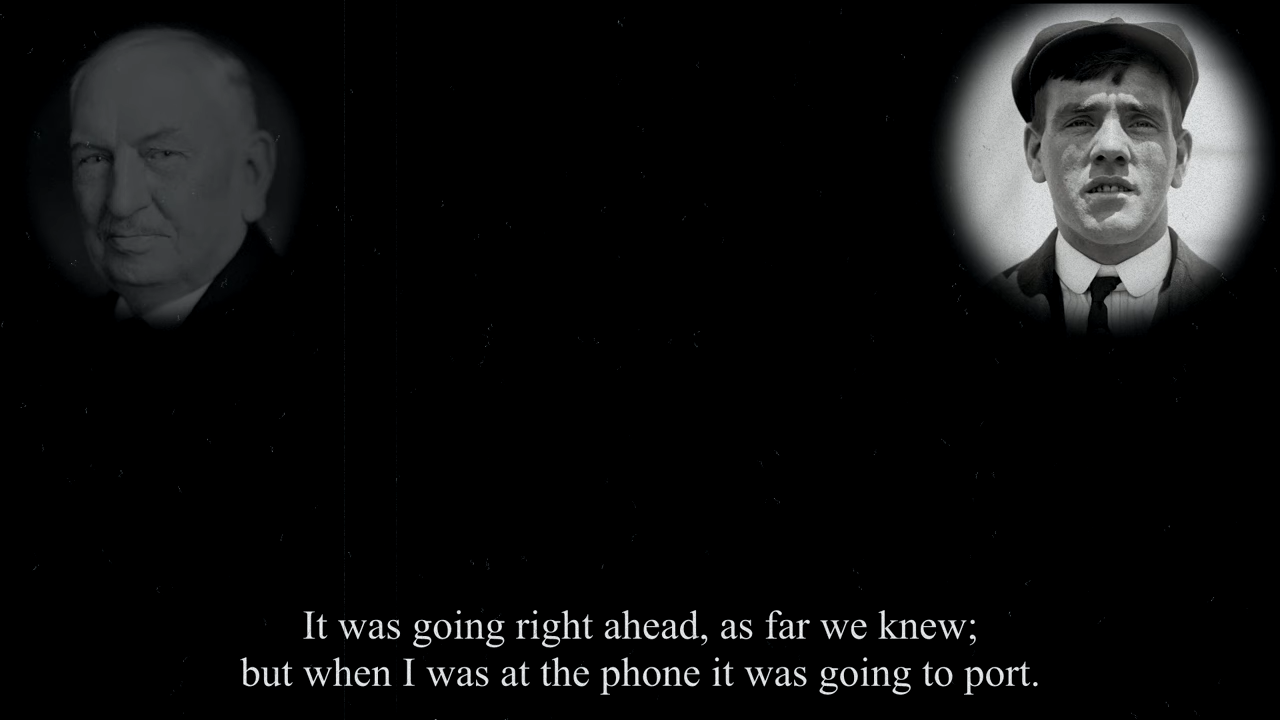 It was going right ahead, as far we knew;
but when I was at the phone it was going to port.